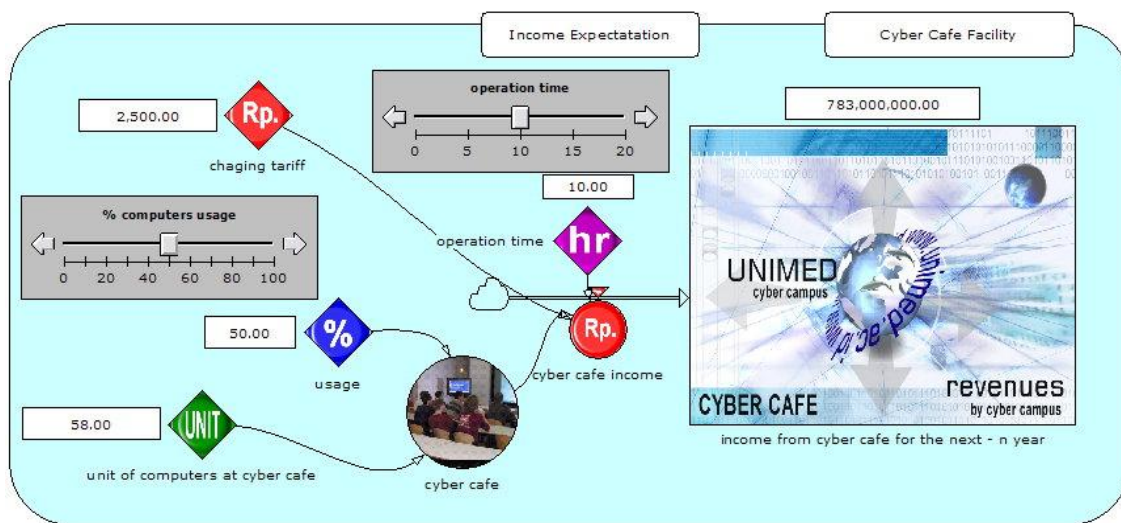 Income Expectatation
Cyber Cafe Facility
operation time
0 5 10 15 20
2,500.00
Rp.
chaging tariff
783,000,000.00
10.00
% computers usage
0 20 40 60 80 100
operation time
hr
UNIMED
cyber campus
unimed.ac.id
50.00
%
usage
Rp.
cyber cafe income
58.00
UNIT
unit of computers at cyber cafe
cyber cafe
CYBER CAFE
revenues
by cyber campus
income from cyber cafe for the next - n year